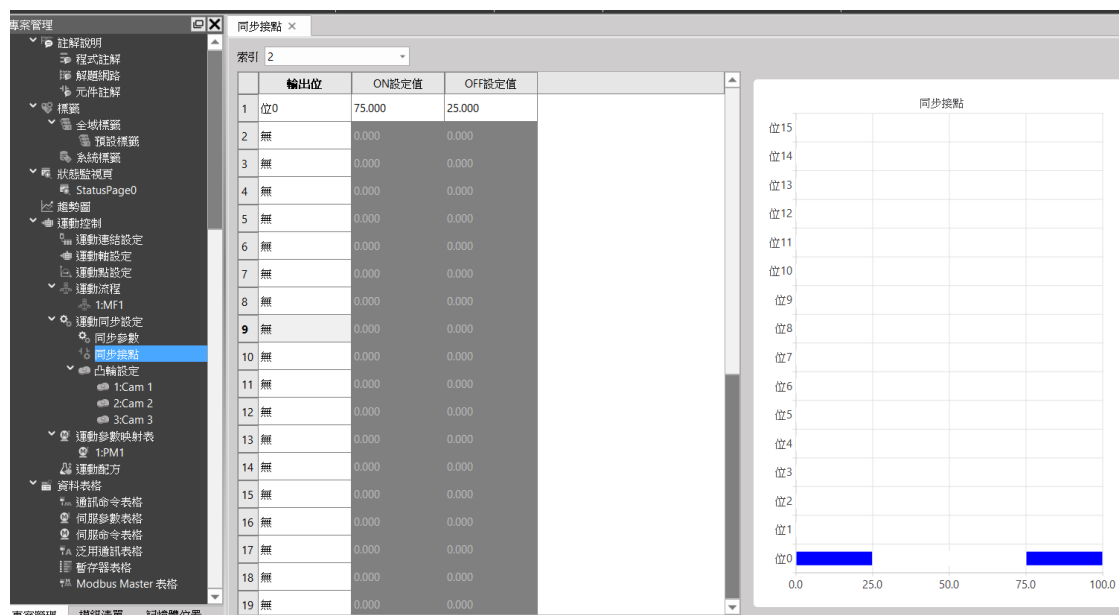 專案管理
註解說明
程式註解
解題網路
元件註解
標籤
全域標籤
預設標籤
系統標籤
狀態監視頁
StatusPage0
趨勢圖
運動控制
運動連結設定
運動軸設定
運動點設定
運動流程
1:MF1
運動同步設定
同步參數
同步接點
凸輪設定
1:Cam 1
2:Cam 2
3:Cam 3
運動參數映射表
1:PM1
運動配方
資料表格
通訊命令表格
伺服參數表格
伺服命令表格
泛用通訊表格
暫存器表格
Modbus Master 表格
專案管理 模組清單 記憶體位置
同步接點 ×
索引 2
輸出位 ON設定值 OFF設定值
1 位0 75.000 25.000
2 無 0.000 0.000
3 無 0.000 0.000
4 無 0.000 0.000
5 無 0.000 0.000
6 無 0.000 0.000
7 無 0.000 0.000
8 無 0.000 0.000
9 無 0.000 0.000
10 無 0.000 0.000
11 無 0.000 0.000
12 無 0.000 0.000
13 無 0.000 0.000
14 無 0.000 0.000
15 無 0.000 0.000
16 無 0.000 0.000
17 無 0.000 0.000
18 無 0.000 0.000
19 無 0.000 0.000
同步接點
位15
位14
位13
位12
位11
位10
位9
位8
位7
位6
位5
位4
位3
位2
位1
位0
0.0 25.0 50.0 75.0 100.0